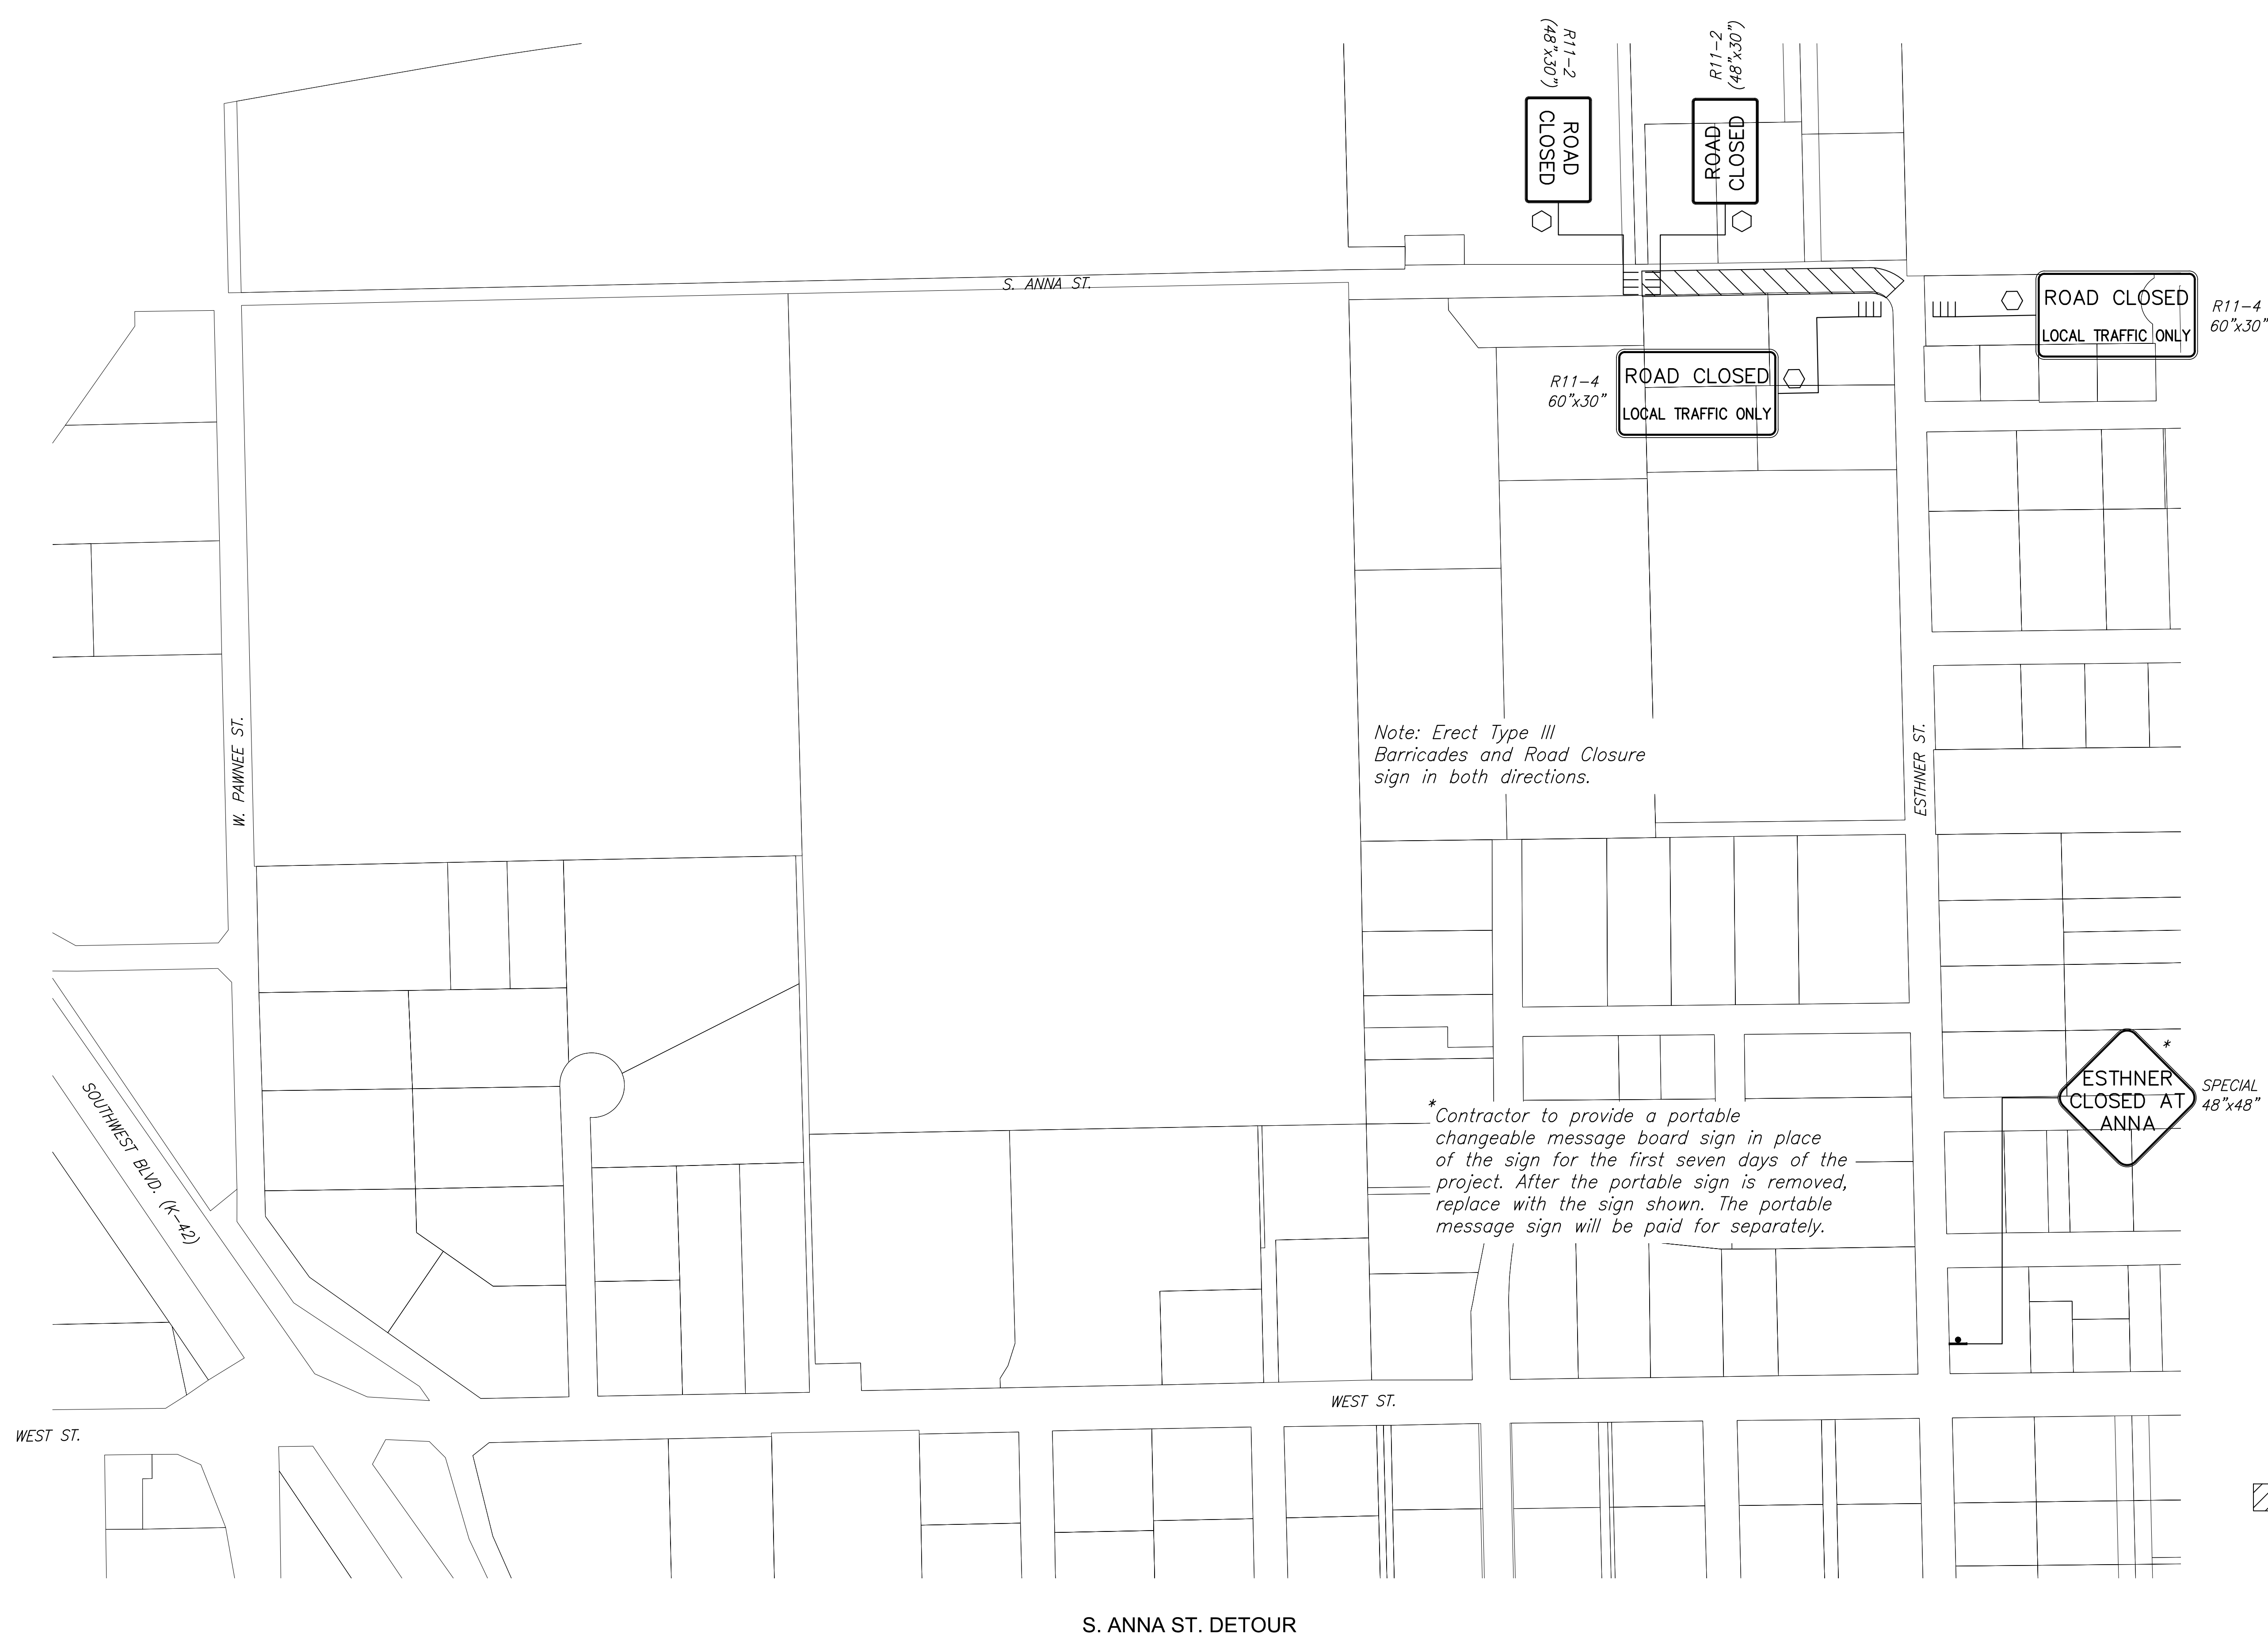 R11-2
(48"x30")
ROAD
CLOSED
R11-2
(48"x30")
ROAD
CLOSED
S. ANNA ST.
ROAD CLOSED
LOCAL TRAFFIC ONLY
R11-4
60"x30"
R11-4
60"x30"
ROAD CLOSED
LOCAL TRAFFIC ONLY
W. PAWNEE ST.
Note: Erect Type III
Barricades and Road Closure
sign in both directions.
ESTHNER ST.
SOUTHWEST BLVD. (K-42)
*
ESTHNER
CLOSED AT
ANNA
SPECIAL
48"x48"
*Contractor to provide a portable
changeable message board sign in place
of the sign for the first seven days of the
project. After the portable sign is removed,
replace with the sign shown. The portable
message sign will be paid for separately.
WEST ST.
WEST ST.
S. ANNA ST. DETOUR